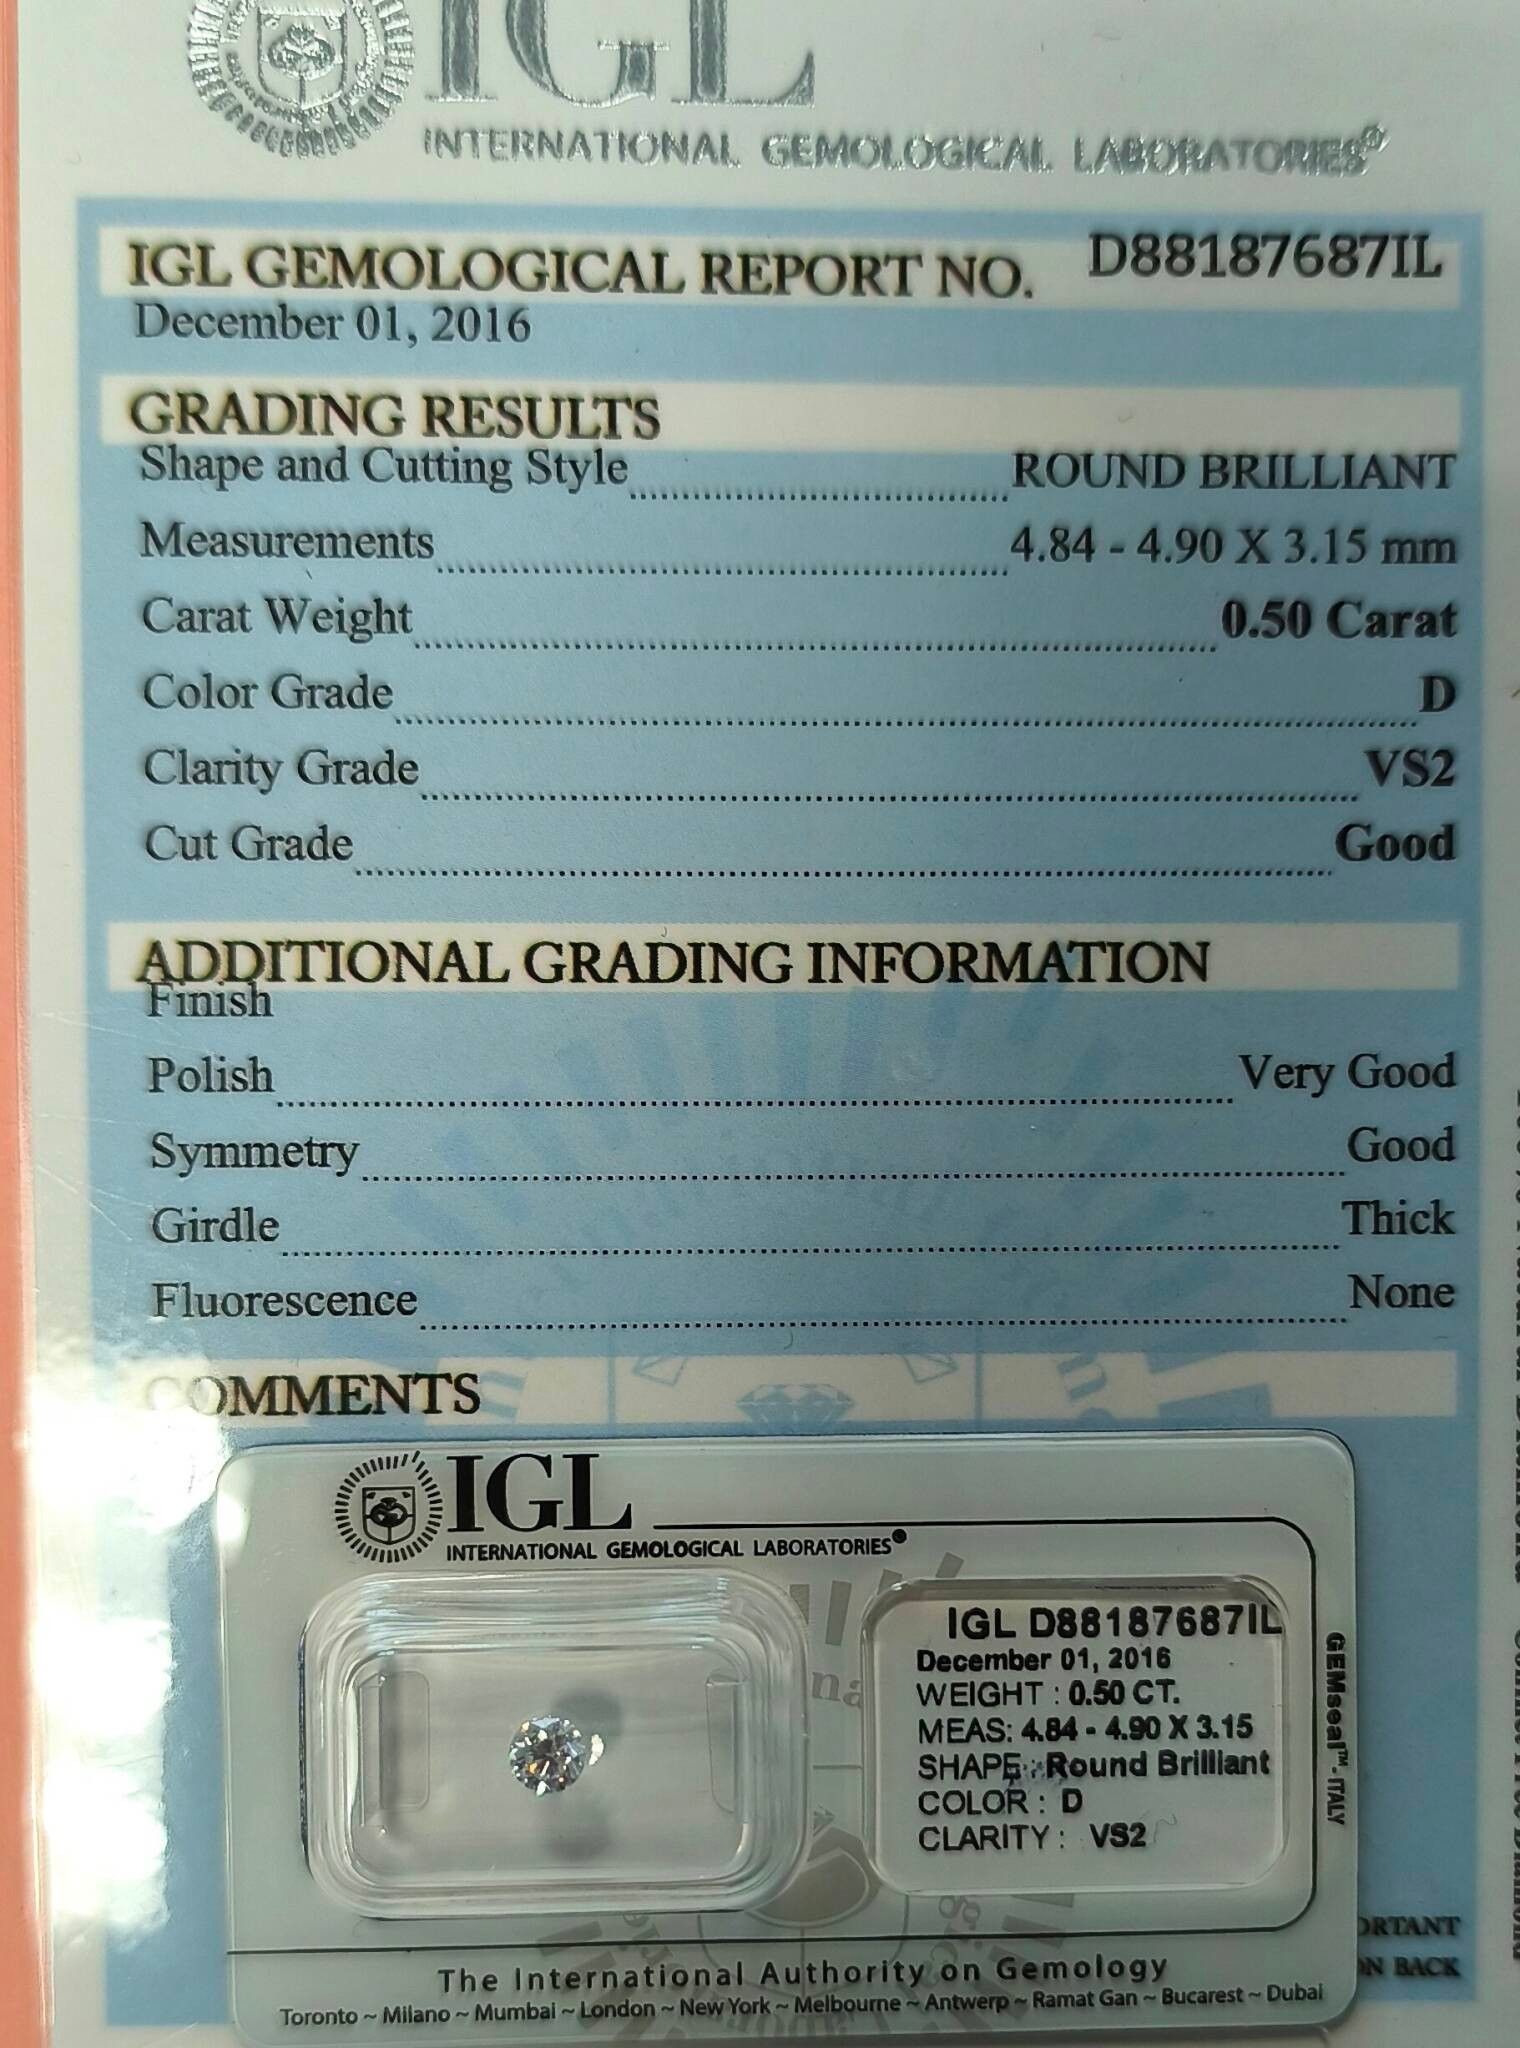 IGL
INTERNATIONAL GEMOLOGICAL LABORATORIES®
IGL GEMOLOGICAL REPORT NO. D88187687IL
December 01, 2016
GRADING RESULTS
Shape and Cutting Style ROUND BRILLIANT
Measurements 4.84 - 4.90 X 3.15 mm
Carat Weight 0.50 Carat
Color Grade D
Clarity Grade VS2
Cut Grade Good
ADDITIONAL GRADING INFORMATION
Finish
Polish Very Good
Symmetry Good
Girdle Thick
Fluorescence None
COMMENTS
IGL
INTERNATIONAL GEMOLOGICAL LABORATORIES®
IGL D88187687IL
December 01, 2016
WEIGHT : 0.50 CT.
MEAS: 4.84 - 4.90 X 3.15
SHAPE : Round Brilliant
COLOR : D
CLARITY : VS2
GEMseal™ - ITALY
ON BACK
The International Authority on Gemology
Toronto ~ Milano ~ Mumbai ~ London ~ New York ~ Melbourne ~ Antwerp ~ Ramat Gan ~ Bucarest ~ Dubai